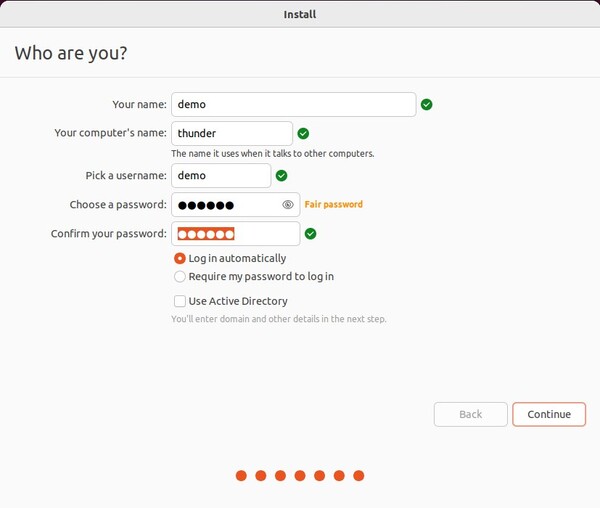 Install
Who are you?
Your name: demo
Your computer's name: thunder
The name it uses when it talks to other computers.
Pick a username: demo
Choose a password: ●●●●●● Fair password
Confirm your password: ●●●●●●
Log in automatically
Require my password to log in
Use Active Directory
You'll enter domain and other details in the next step.
Back Continue